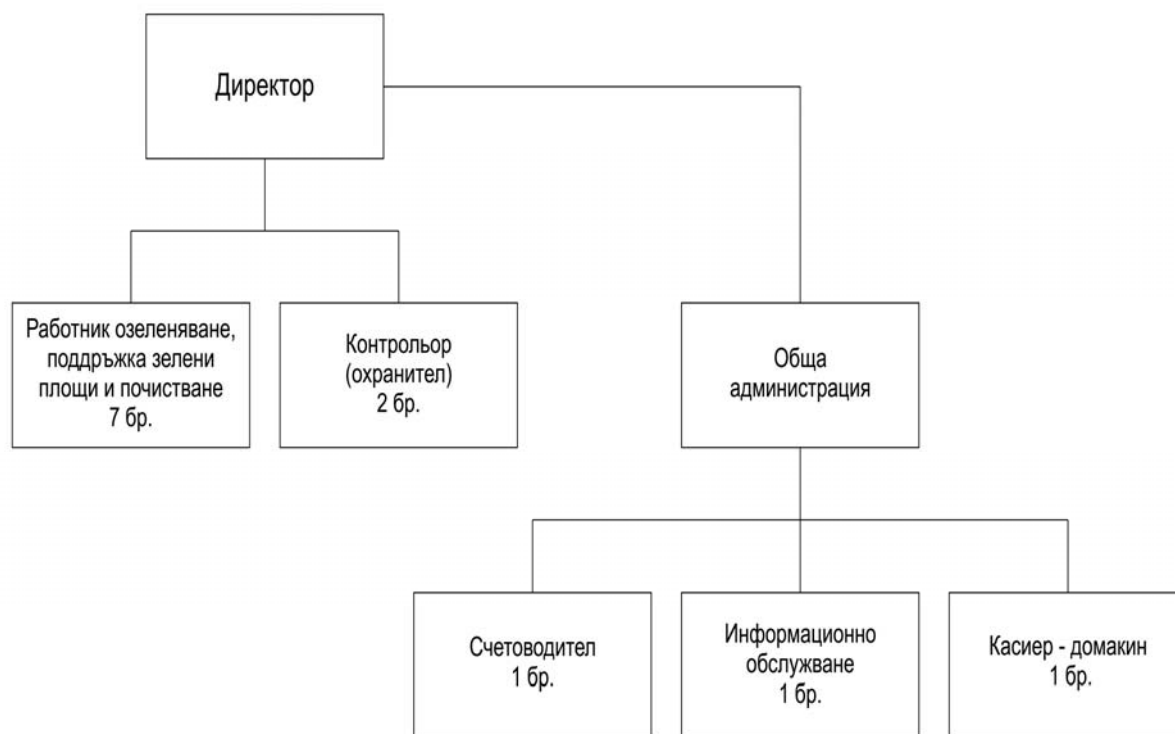 Директор
Работник озеленяване,
поддръжка зелени
площи и почистване
7 бр.
Контрольор
(охранител)
2 бр.
Обща
администрация
Счетоводител
1 бр.
Информационно
обслужване
1 бр.
Касиер - домакин
1 бр.